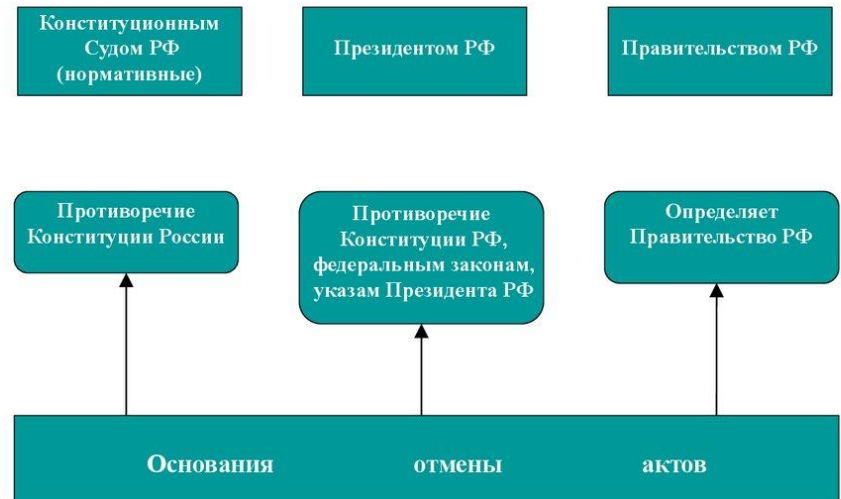 Конституционным
Судом РФ
(нормативные)
Президентом РФ
Правительством РФ
Противоречие
Конституции России
Противоречие
Конституции РФ,
федеральным законам,
указам Президента РФ
Определяет
Правительство РФ
Основания отмены актов